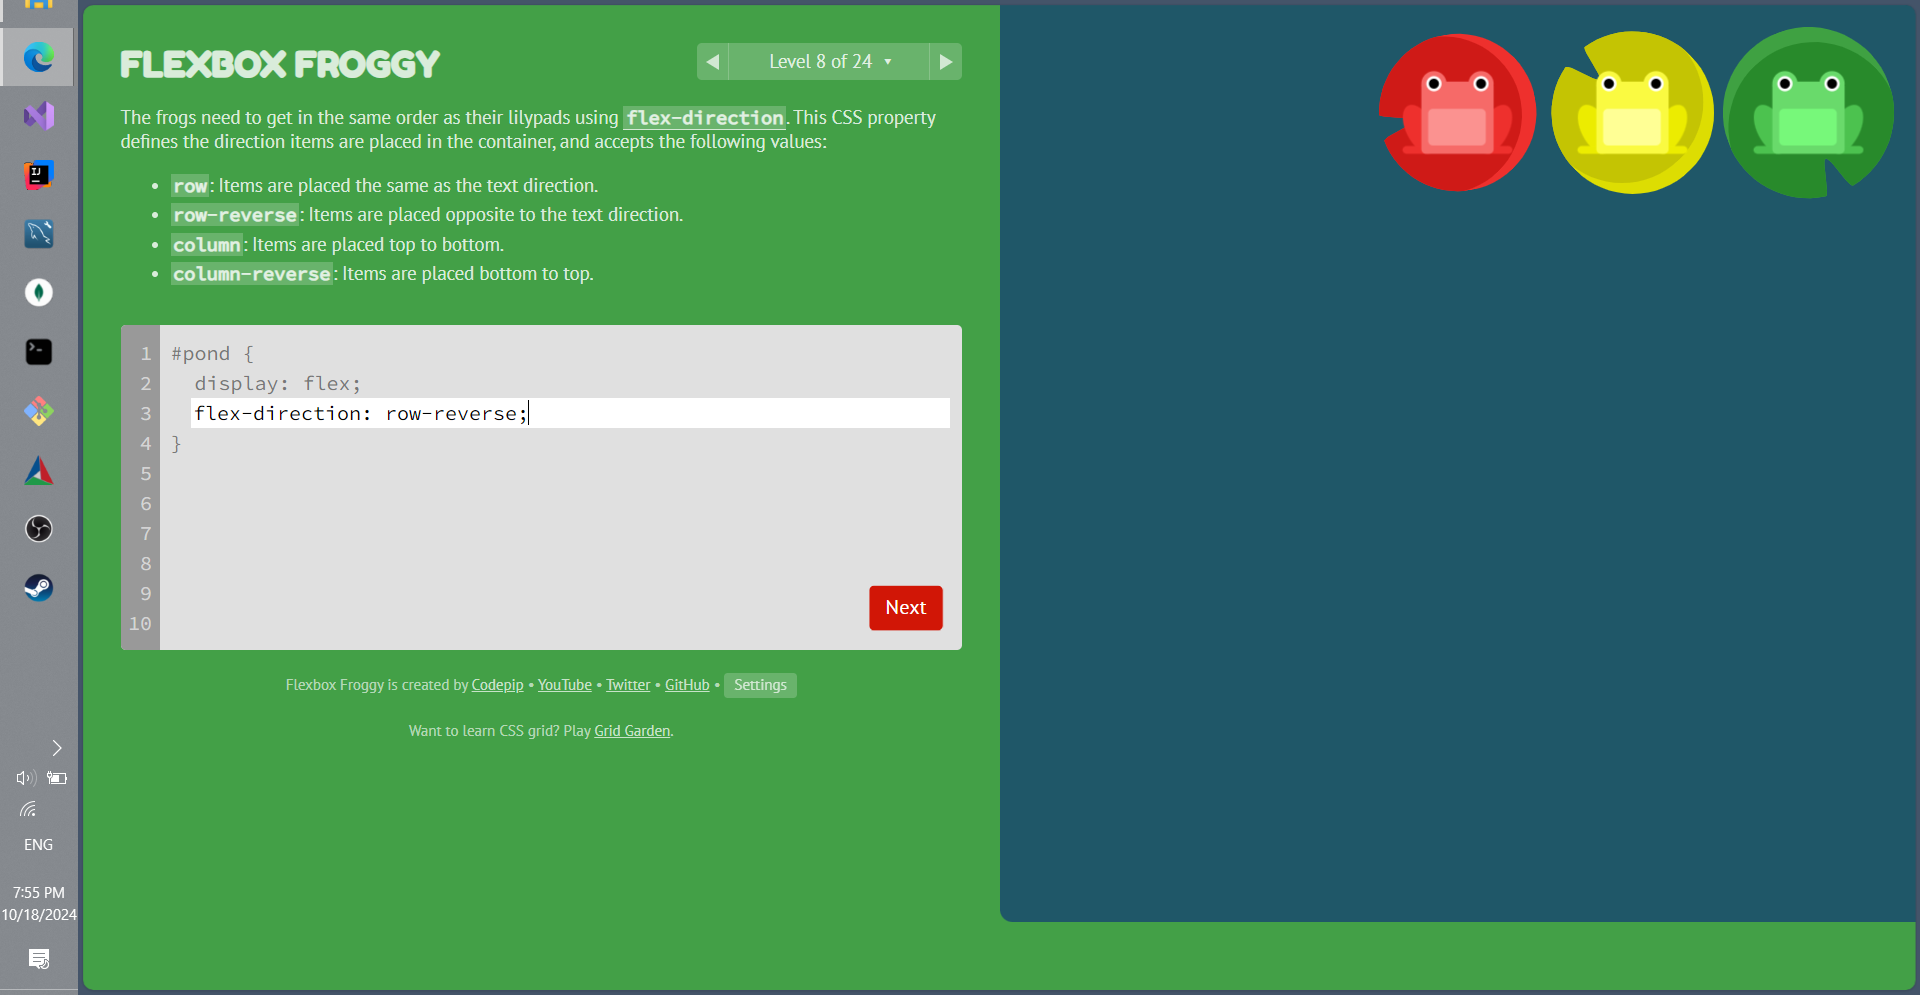 FLEXBOX FROGGY
Level 8 of 24
The frogs need to get in the same order as their lilypads using flex-direction. This CSS property
defines the direction items are placed in the container, and accepts the following values:
• row: Items are placed the same as the text direction.
• row-reverse: Items are placed opposite to the text direction.
• column: Items are placed top to bottom.
• column-reverse: Items are placed bottom to top.
1 #pond {
2 display: flex;
3 flex-direction: row-reverse;
4 }
5
6
7
8
9
10
Next
Flexbox Froggy is created by Codepip • YouTube • Twitter • GitHub • Settings
Want to learn CSS grid? Play Grid Garden.
IJ
ENG
7:55 PM
10/18/2024